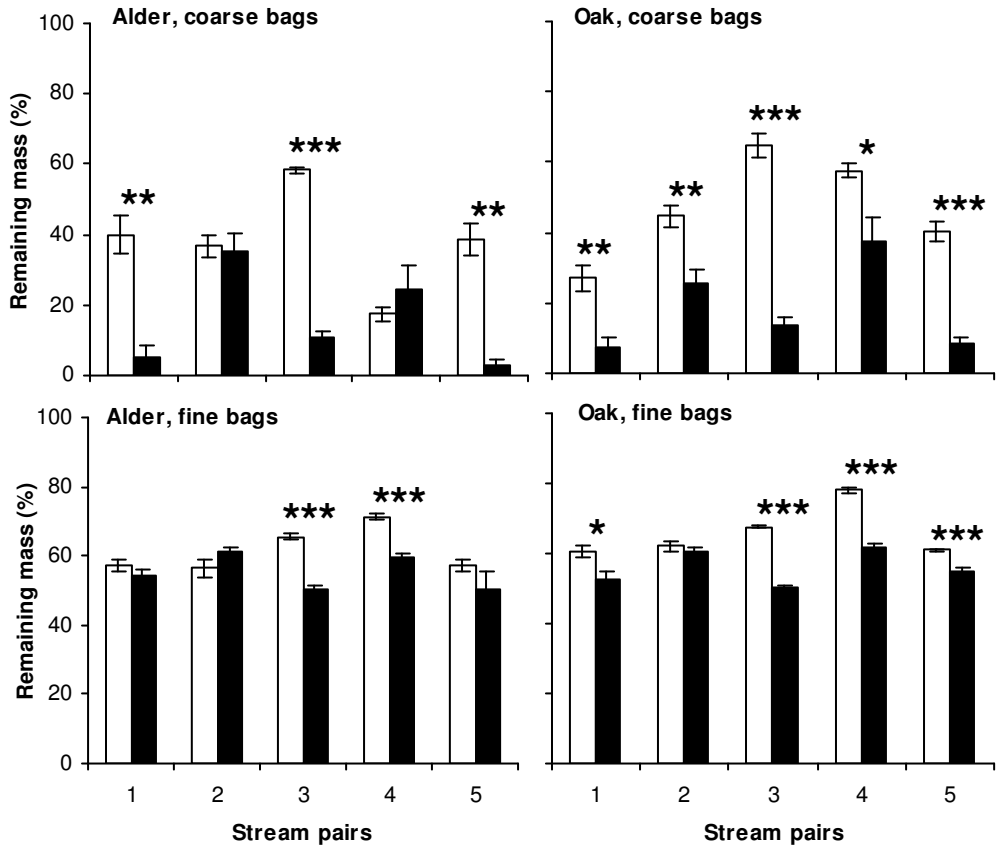 Alder, coarse bags
Oak, coarse bags
Remaining mass (%)
100
80
60
40
20
0
** *** **
** ** *** * ***
Alder, fine bags
Oak, fine bags
Remaining mass (%)
100
80
60
40
20
0
*** ***
* *** *** ***
1 2 3 4 5
1 2 3 4 5
Stream pairs
Stream pairs